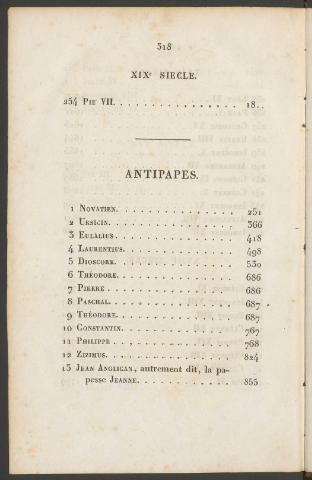 318
XIXᵉ SIECLE.
254 PIE VII. . . . . . . . . . . . . . . . 18..
ANTIPAPES.
1 NOVATIEN. . . . . . . . . . . . . . . 251
2 URSICIN. . . . . . . . . . . . . . . . 366
3 EULALIUS. . . . . . . . . . . . . . . 418
4 LAURENTIUS. . . . . . . . . . . . . . 498
5 DIOSCORE. . . . . . . . . . . . . . . 530
6 THÉODORE. . . . . . . . . . . . . . . 686
7 PIERRE . . . . . . . . . . . . . . . . 686
8 PASCHAL. . . . . . . . . . . . . . . . 687
9 THÉODORE. . . . . . . . . . . . . . . 687
10 CONSTANTIN. . . . . . . . . . . . . . 767
11 PHILIPPE . . . . . . . . . . . . . . . 768
12 ZIZIMUS. . . . . . . . . . . . . . . . 824
13 JEAN ANGLICAN, autrement dit, la pa-
pesse JEANNE. . . . . . . . . . . . 855